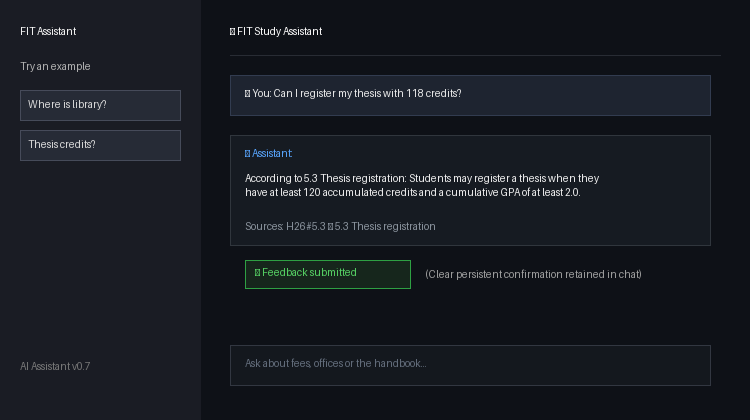 FIT Assistant
Try an example
Where is library?
Thesis credits?
AI Assistant v0.7
FIT Study Assistant
You: Can I register my thesis with 118 credits?
Assistant
According to 5.3 Thesis registration: Students may register a thesis when they
have at least 120 accumulated credits and a cumulative GPA of at least 2.0.
Sources: H26#5.3 5.3 Thesis registration
Feedback submitted
(Clear persistent confirmation retained in chat)
Ask about fees, offices or the handbook...